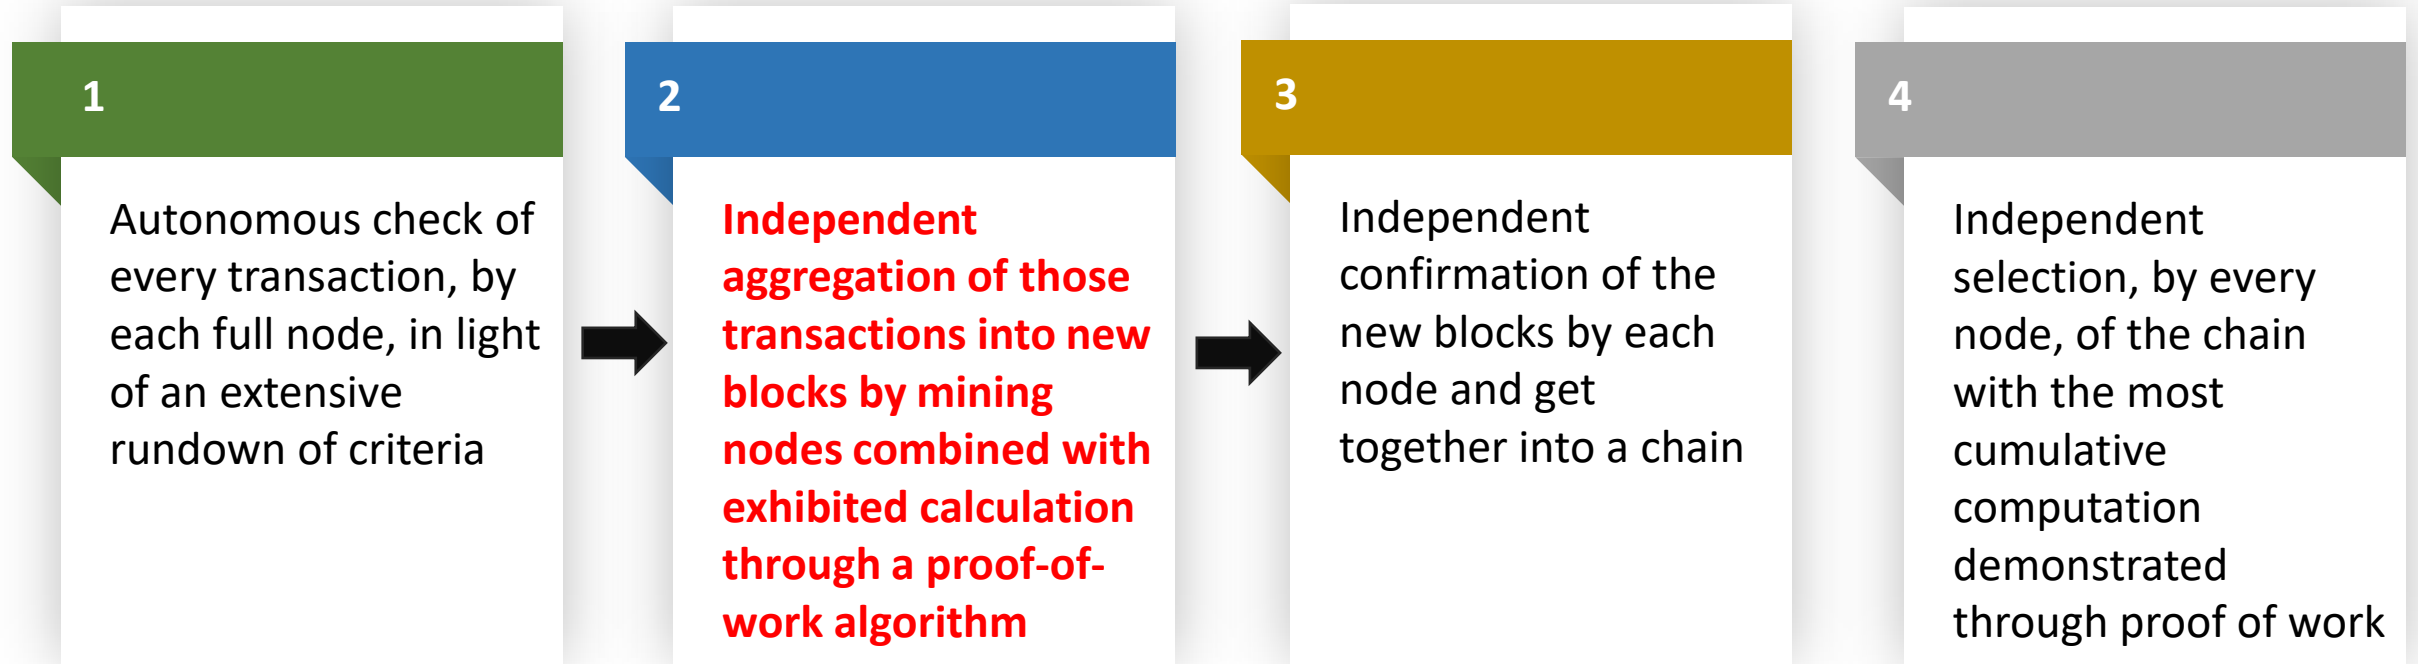 1
Autonomous check of
every transaction, by
each full node, in light
of an extensive
rundown of criteria
2
Independent
aggregation of those
transactions into new
blocks by mining
nodes combined with
exhibited calculation
through a proof-of-
work algorithm
3
Independent
confirmation of the
new blocks by each
node and get
together into a chain
4
Independent
selection, by every
node, of the chain
with the most
cumulative
computation
demonstrated
through proof of work